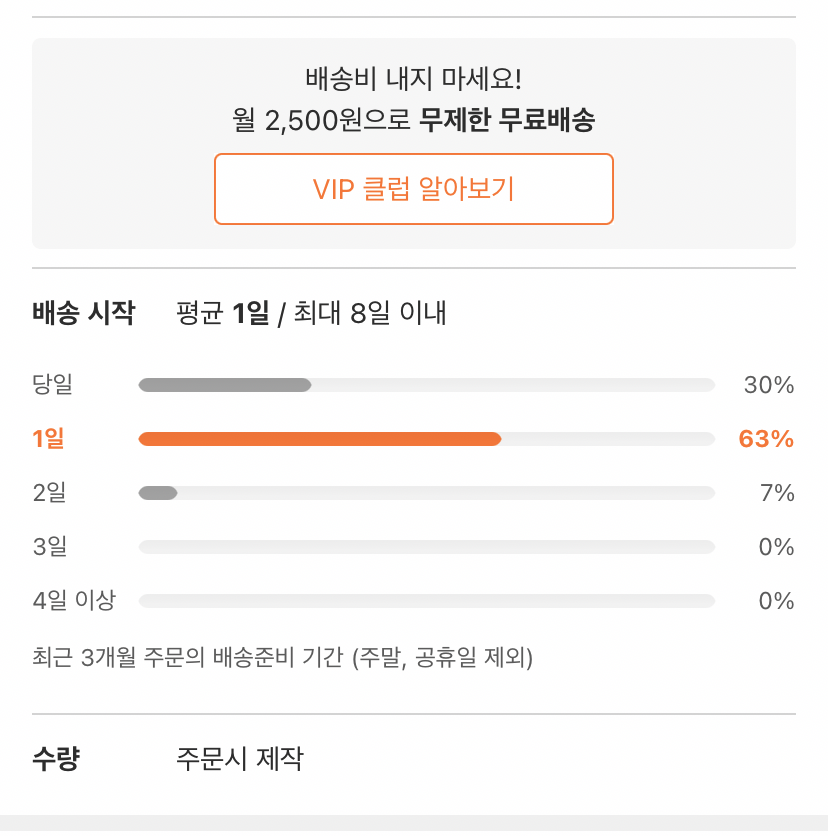 배송비 내지 마세요!
월 2,500원으로 무제한 무료배송
VIP 클럽 알아보기
배송 시작 평균 1일 / 최대 8일 이내
당일 30%
1일 63%
2일 7%
3일 0%
4일 이상 0%
최근 3개월 주문의 배송준비 기간 (주말, 공휴일 제외)
수량 주문시 제작